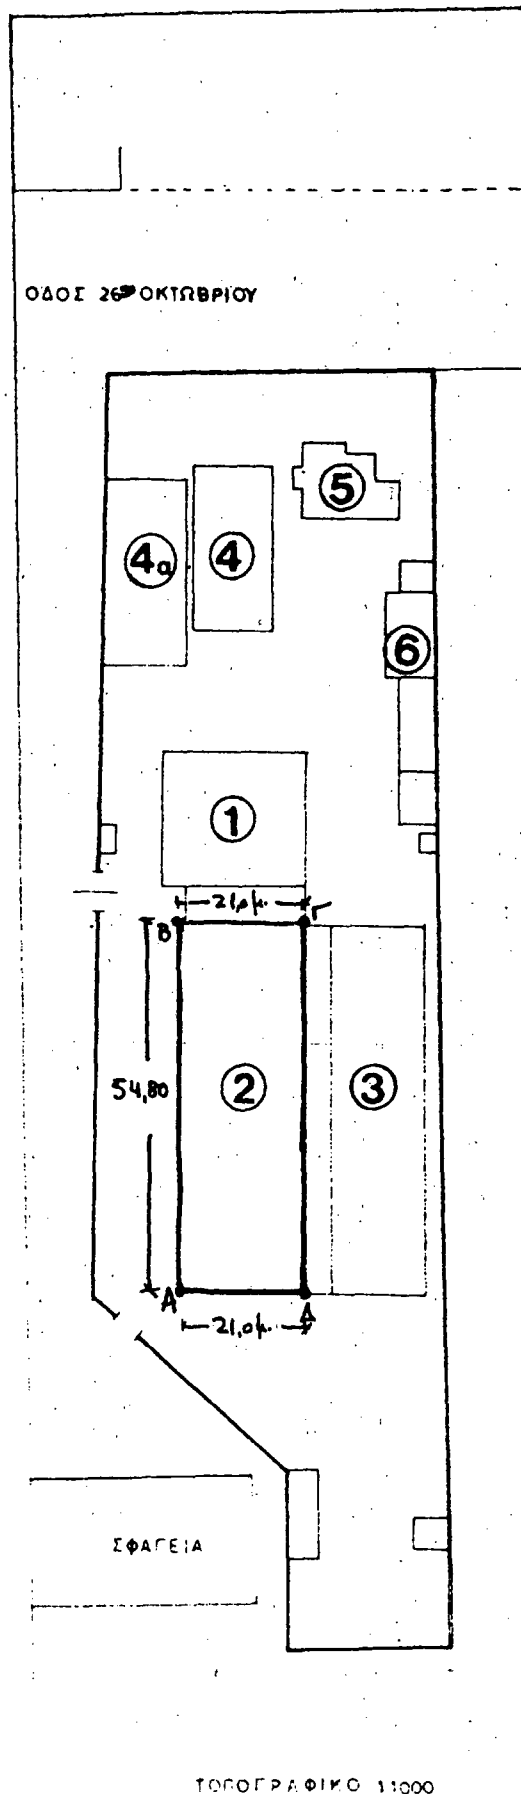 ΟΔΟΣ 26ης ΟΚΤΩΒΡΙΟΥ
5
4α
4
6
1
21,0μ.
B
Γ
54,80
2
3
A
Δ
21,0μ.
ΣΦΑΓΕΙΑ
ΤΟΠΟΓΡΑΦΙΚΟ 1:1000